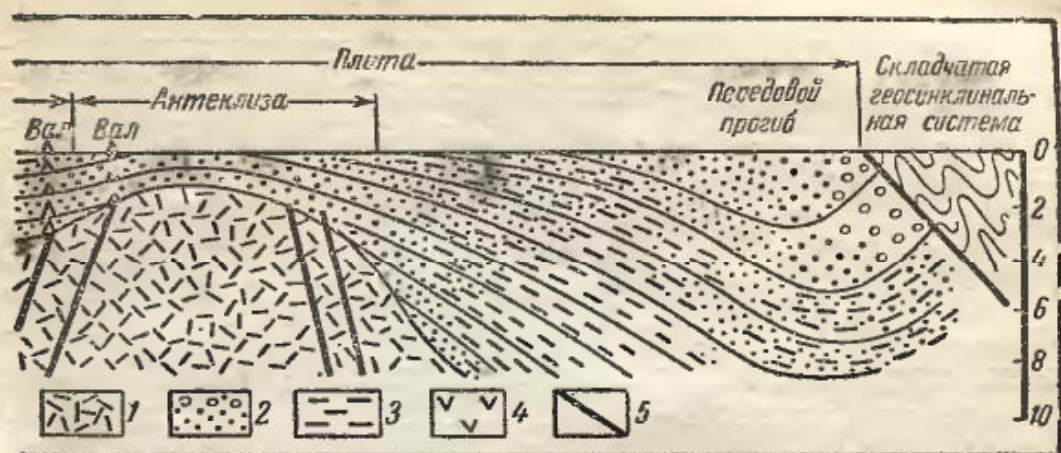 Плита
Антеклиза
Вал
Вал
Песедовой
прогиб
Складчатая
геосинклиналь-
ная система
0
2
4
6
8
10
1
2
3
4
5